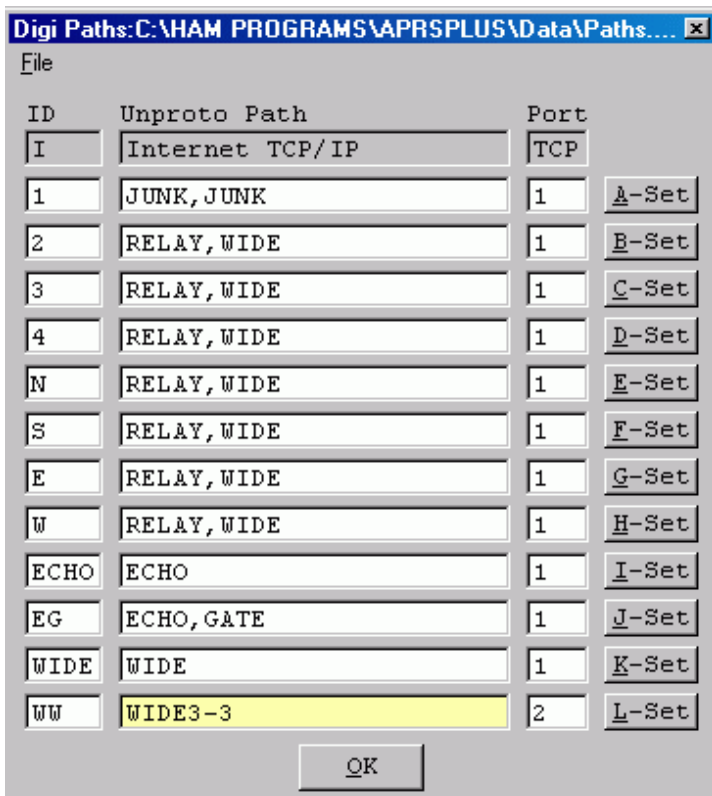 Digi Paths:C:\HAM PROGRAMS\APRSPLUS\Data\Paths....
File
ID Unproto Path Port
I Internet TCP/IP TCP
1 JUNK,JUNK 1 A-Set
2 RELAY,WIDE 1 B-Set
3 RELAY,WIDE 1 C-Set
4 RELAY,WIDE 1 D-Set
N RELAY,WIDE 1 E-Set
S RELAY,WIDE 1 F-Set
E RELAY,WIDE 1 G-Set
W RELAY,WIDE 1 H-Set
ECHO ECHO 1 I-Set
EG ECHO,GATE 1 J-Set
WIDE WIDE 1 K-Set
WW WIDE3-3 2 L-Set
OK